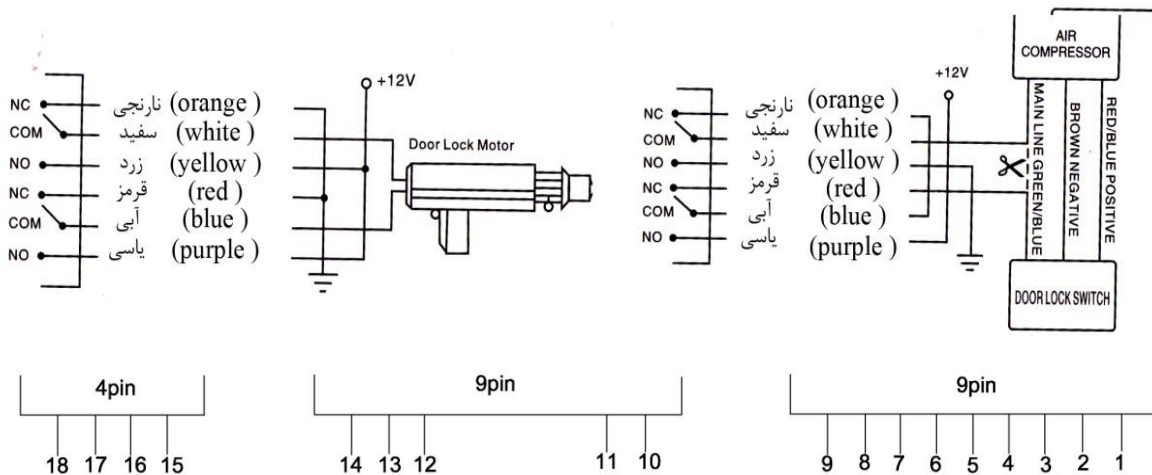 +12V
NC نارنجی (orange )
COM سفید (white )
NO زرد (yellow )
NC قرمز (red )
COM آبی (blue )
NO یاسی (purple )
Door Lock Motor
+12V
NC نارنجی (orange )
COM سفید (white )
NO زرد (yellow )
NC قرمز (red )
COM آبی (blue )
NO یاسی (purple )
AIR
COMPRESSOR
MAIN LINE GREEN/BLUE
BROWN NEGATIVE
RED/BLUE POSITIVE
DOOR LOCK SWITCH
4pin
18 17 16 15
9pin
14 13 12 11 10
9pin
9 8 7 6 5 4 3 2 1